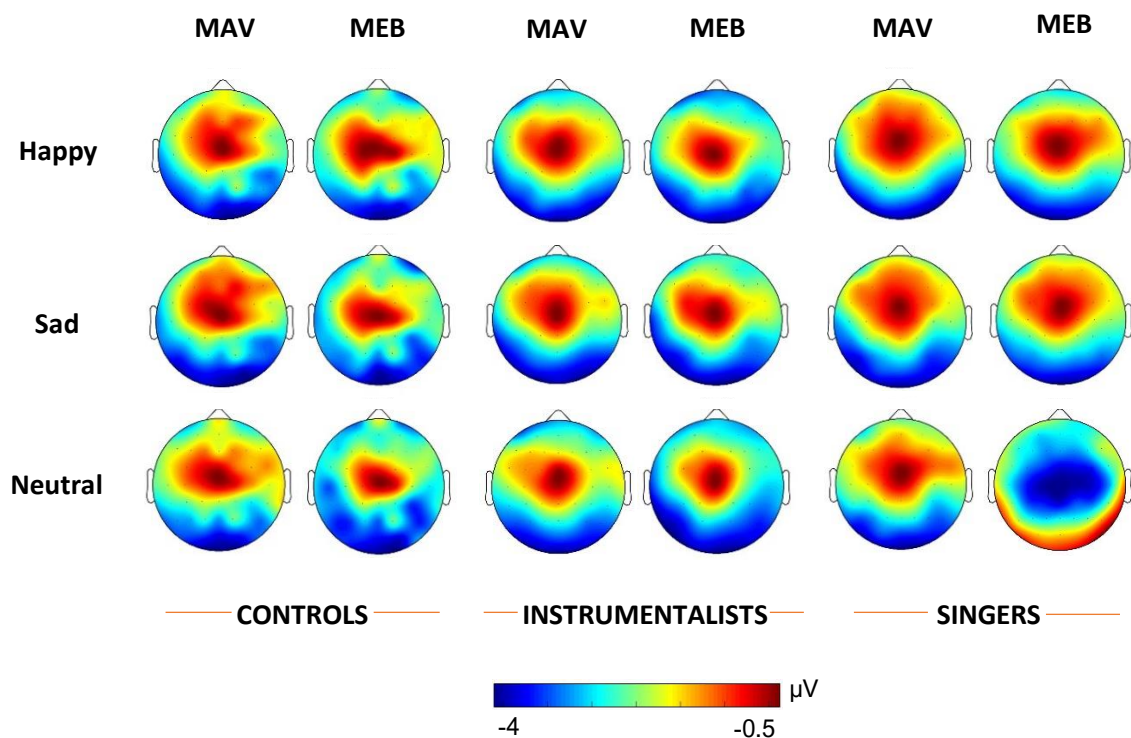 MAV MEB MAV MEB MAV MEB
Happy
Sad
Neutral
CONTROLS INSTRUMENTALISTS SINGERS
µV
-4 -0.5